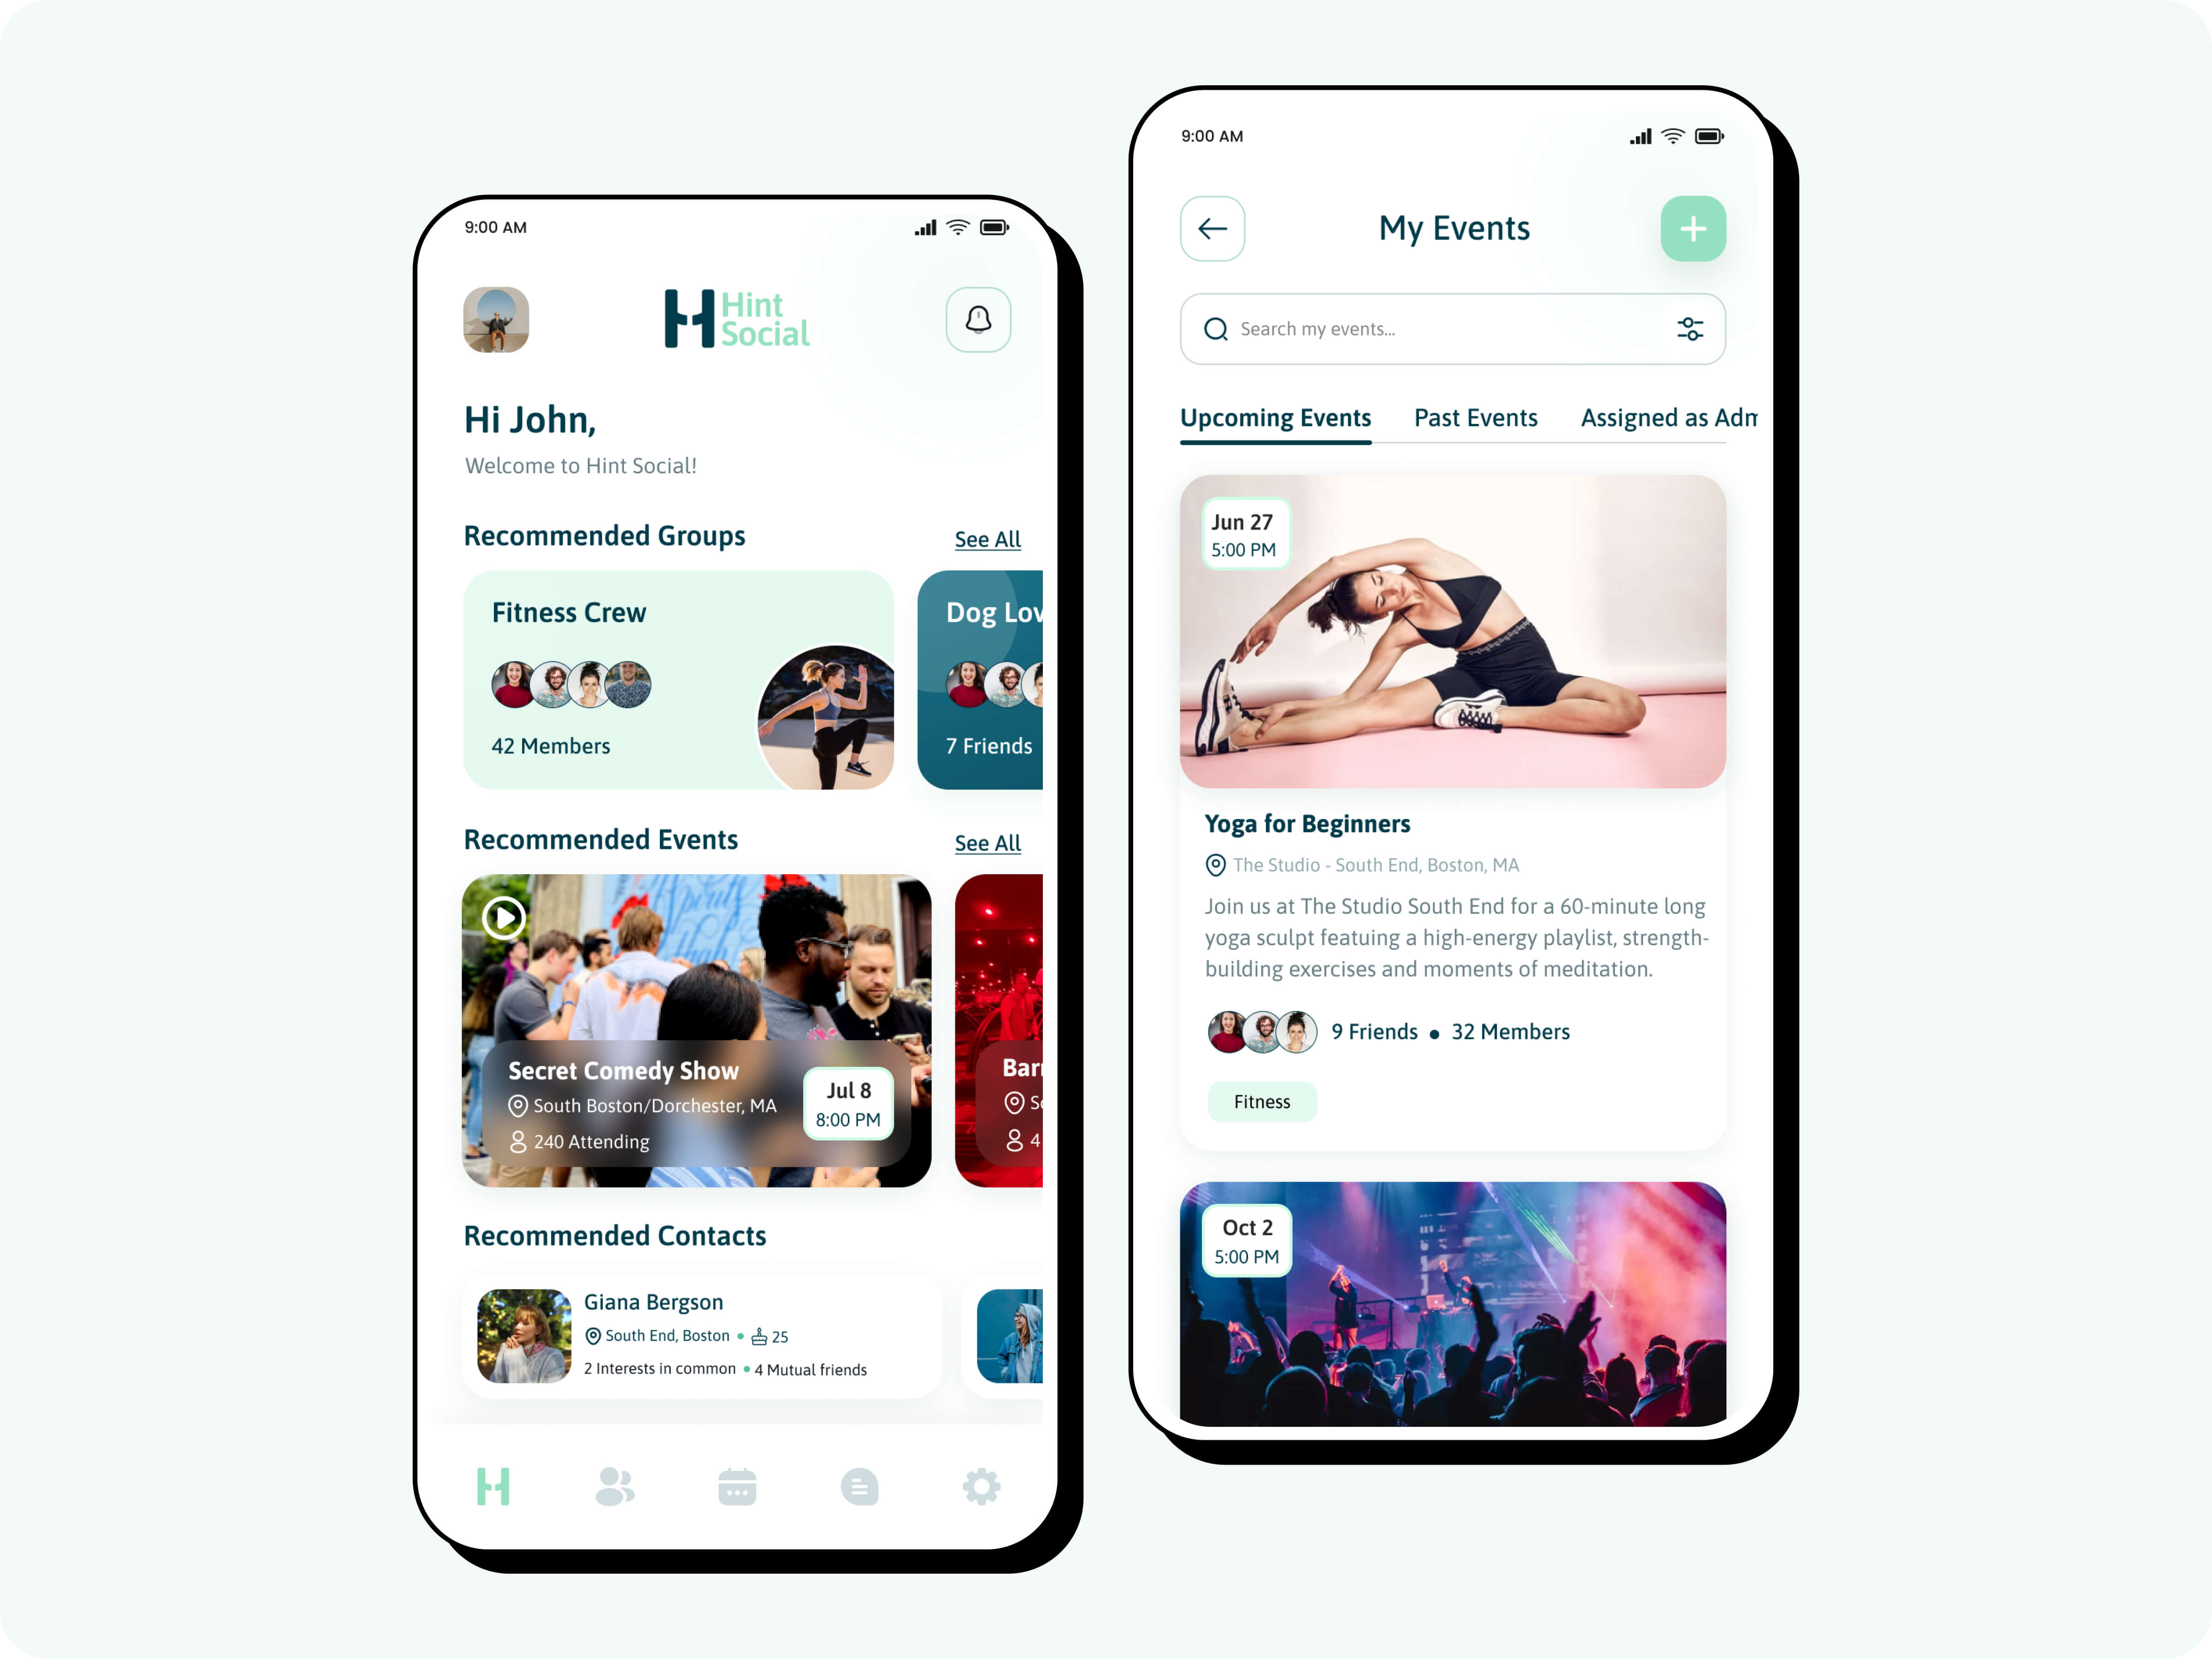 9:00 AM
Hint
Social
Hi John,
Welcome to Hint Social!
Recommended Groups
See All
Fitness Crew
42 Members
Dog Lov
7 Friends
Recommended Events
See All
Secret Comedy Show
South Boston/Dorchester, MA
240 Attending
Jul 8
8:00 PM
Bar
So
4
Recommended Contacts
Giana Bergson
South End, Boston • 25
2 Interests in common • 4 Mutual friends
9:00 AM
My Events
Search my events...
Upcoming Events
Past Events
Assigned as Adm
Jun 27
5:00 PM
Yoga for Beginners
The Studio - South End, Boston, MA
Join us at The Studio South End for a 60-minute long
yoga sculpt featuing a high-energy playlist, strength-
building exercises and moments of meditation.
9 Friends • 32 Members
Fitness
Oct 2
5:00 PM